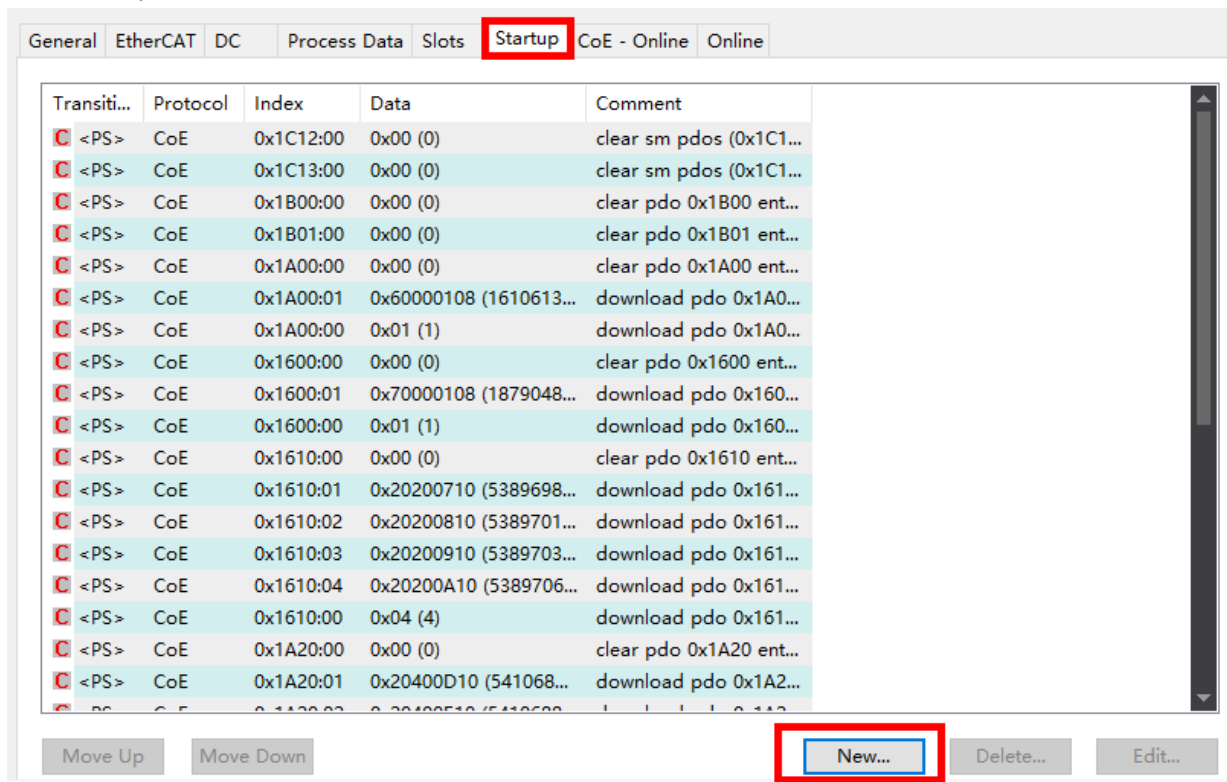 General EtherCAT DC Process Data Slots Startup CoE - Online Online
Transiti... Protocol Index Data Comment
C <PS> CoE 0x1C12:00 0x00 (0) clear sm pdos (0x1C1...
C <PS> CoE 0x1C13:00 0x00 (0) clear sm pdos (0x1C1...
C <PS> CoE 0x1B00:00 0x00 (0) clear pdo 0x1B00 ent...
C <PS> CoE 0x1B01:00 0x00 (0) clear pdo 0x1B01 ent...
C <PS> CoE 0x1A00:00 0x00 (0) clear pdo 0x1A00 ent...
C <PS> CoE 0x1A00:01 0x60000108 (1610613... download pdo 0x1A0...
C <PS> CoE 0x1A00:00 0x01 (1) download pdo 0x1A0...
C <PS> CoE 0x1600:00 0x00 (0) clear pdo 0x1600 ent...
C <PS> CoE 0x1600:01 0x70000108 (1879048... download pdo 0x160...
C <PS> CoE 0x1600:00 0x01 (1) download pdo 0x160...
C <PS> CoE 0x1610:00 0x00 (0) clear pdo 0x1610 ent...
C <PS> CoE 0x1610:01 0x20200710 (5389698... download pdo 0x161...
C <PS> CoE 0x1610:02 0x20200810 (5389701... download pdo 0x161...
C <PS> CoE 0x1610:03 0x20200910 (5389703... download pdo 0x161...
C <PS> CoE 0x1610:04 0x20200A10 (5389706... download pdo 0x161...
C <PS> CoE 0x1610:00 0x04 (4) download pdo 0x161...
C <PS> CoE 0x1A20:00 0x00 (0) clear pdo 0x1A20 ent...
C <PS> CoE 0x1A20:01 0x20400D10 (541068... download pdo 0x1A2...
Move Up Move Down New... Delete... Edit...